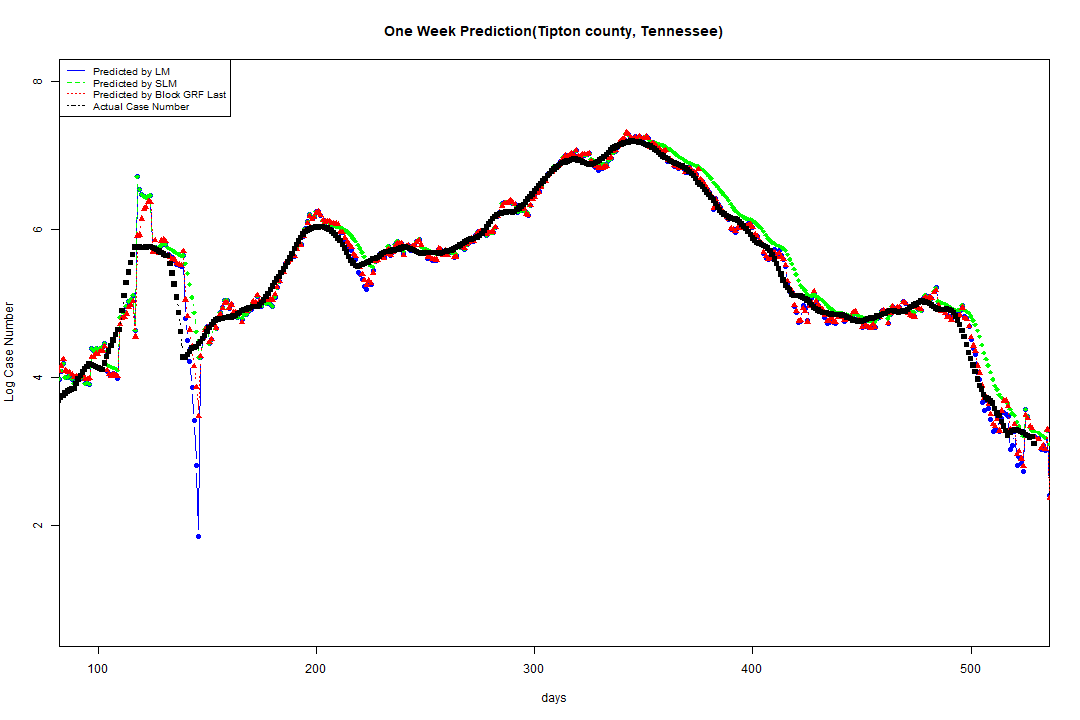 One Week Prediction(Tipton county, Tennessee)
Predicted by LM
Predicted by SLM
Predicted by Block GRF Last
Actual Case Number
8
6
4
2
Log Case Number
100 200 300 400 500
days